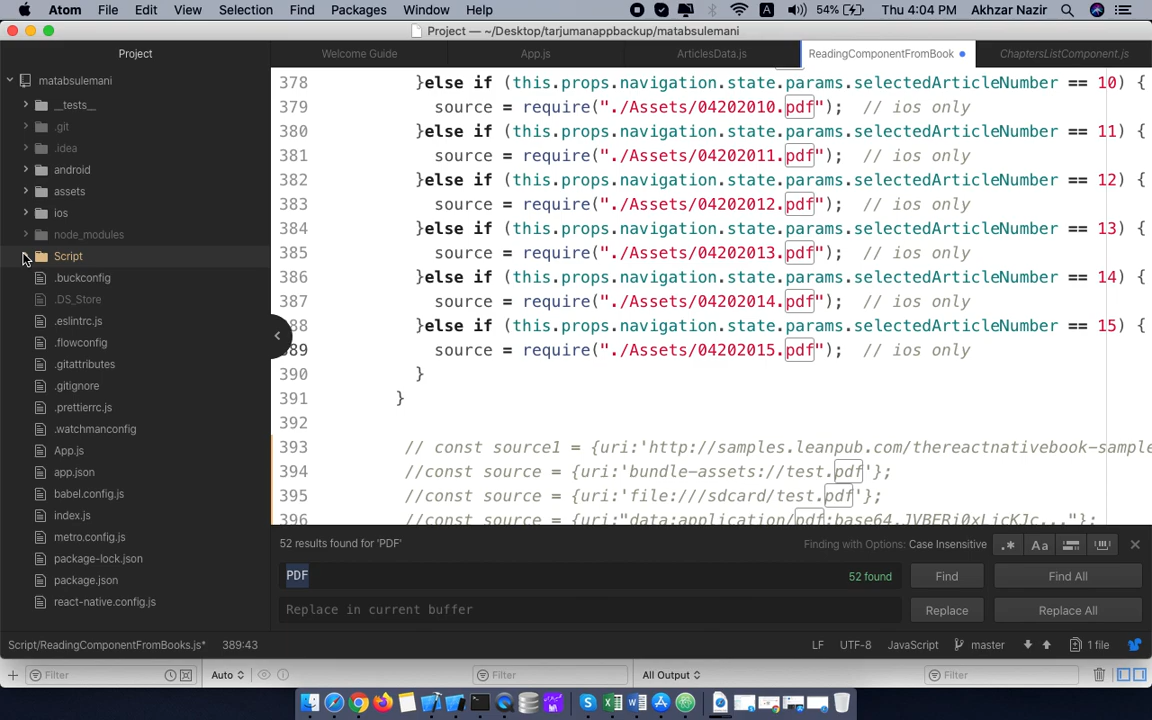 Atom File Edit View Selection Find Packages Window Help 54% Thu 4:04 PM Akhzar Nazir
Project — ~/Desktop/tarjumanappbackup/matabsulemani
Project Welcome Guide App.js ArticlesData.js ReadingComponentFromBook ChaptersListComponent.js
matabsulemani
__tests__
.git
.idea
android
assets
ios
node_modules
Script
.buckconfig
.DS_Store
.eslintrc.js
.flowconfig
.gitattributes
.gitignore
.prettierrc.js
.watchmanconfig
App.js
app.json
babel.config.js
index.js
metro.config.js
package-lock.json
package.json
react-native.config.js
378 }else if (this.props.navigation.state.params.selectedArticleNumber == 10) {
379 source = require("./Assets/04202010.pdf"); // ios only
380 }else if (this.props.navigation.state.params.selectedArticleNumber == 11) {
381 source = require("./Assets/04202011.pdf"); // ios only
382 }else if (this.props.navigation.state.params.selectedArticleNumber == 12) {
383 source = require("./Assets/04202012.pdf"); // ios only
384 }else if (this.props.navigation.state.params.selectedArticleNumber == 13) {
385 source = require("./Assets/04202013.pdf"); // ios only
386 }else if (this.props.navigation.state.params.selectedArticleNumber == 14) {
387 source = require("./Assets/04202014.pdf"); // ios only
88 }else if (this.props.navigation.state.params.selectedArticleNumber == 15) {
389 source = require("./Assets/04202015.pdf"); // ios only
390 }
391 }
392
393 // const source1 = {uri:'http://samples.leanpub.com/thereactnativebook-sample
394 //const source = {uri:'bundle-assets://test.pdf'};
395 //const source = {uri:'file:///sdcard/test.pdf'};
396 //const source = {uri:"data:application/pdf;base64,JVBERi0xLjcKJc..."};
52 results found for 'PDF' Finding with Options: Case Insensitive .* Aa
PDF 52 found Find Find All
Replace in current buffer Replace Replace All
Script/ReadingComponentFromBooks.js* 389:43 LF UTF-8 JavaScript master 1 file
Filter Auto Filter All Output Filter